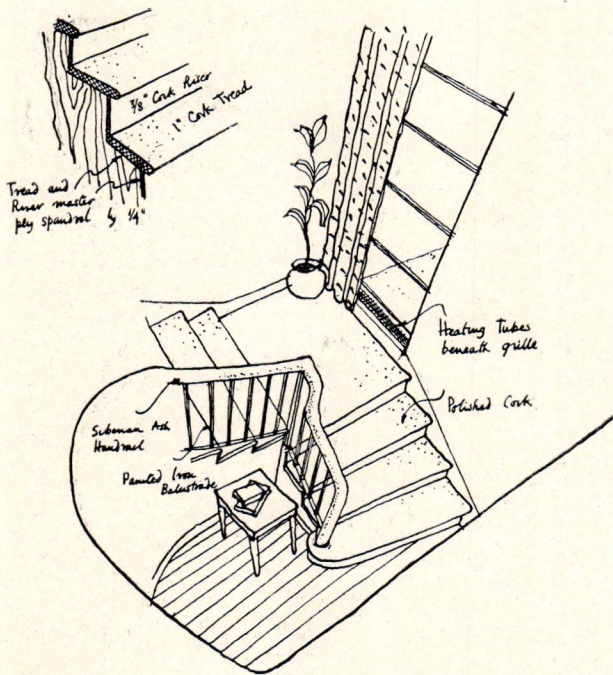 3/8" Cork Riser
1" Cork Tread
Tread and
Riser master
ply spandrel by 1/4"
Heating Tubes
beneath grille
Polished Cork
Siberian Ash
Handrail
Painted Iron
Balustrade